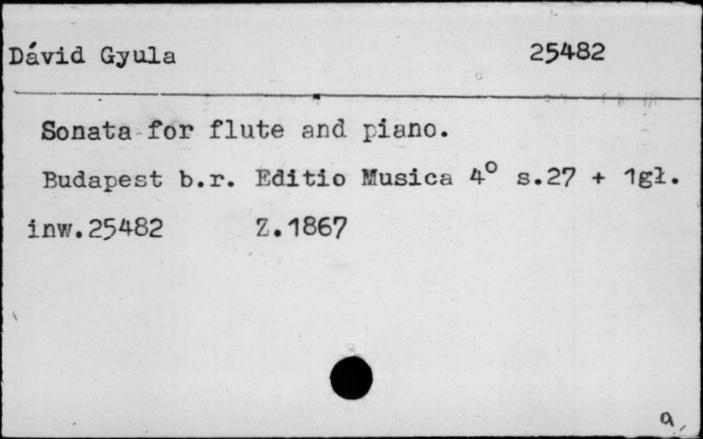 Dávid Gyula 25482
Sonata for flute and piano.
Budapest b.r. Editio Musica 4° s.27 + 1gł.
inw.25482 Z.1867
a